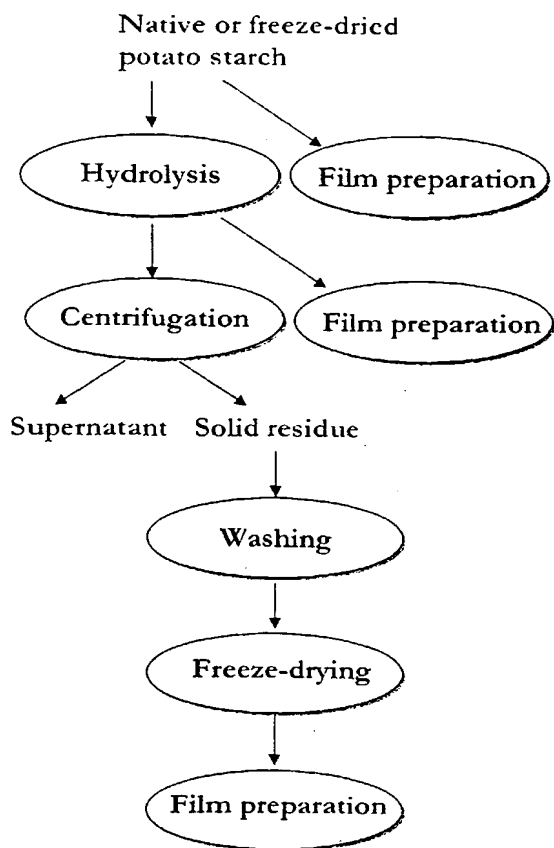 Native or freeze-dried
potato starch
Hydrolysis
Film preparation
Centrifugation
Film preparation
Supernatant
Solid residue
Washing
Freeze-drying
Film preparation